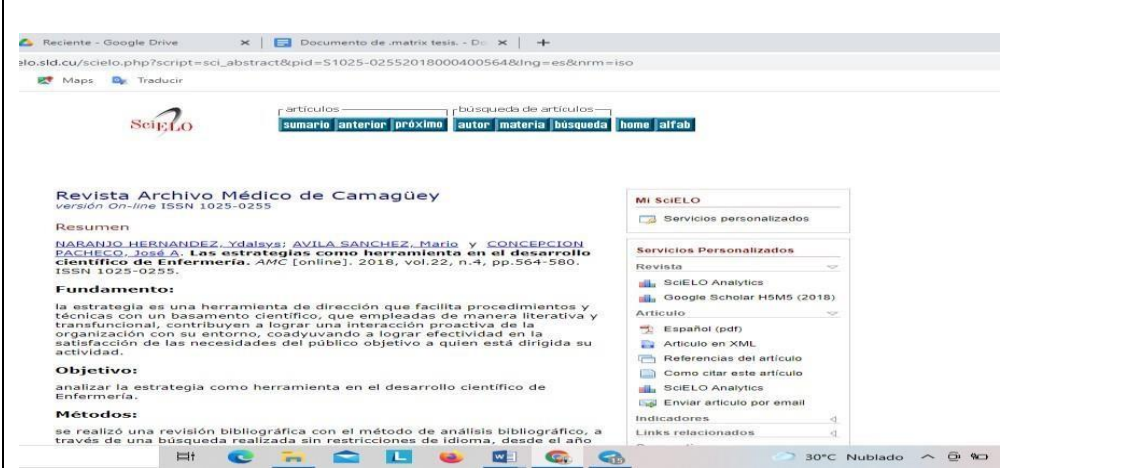 Reciente - Google Drive
Documento de .matrix tesis. - Do
elo.sld.cu/scielo.php?script=sci_abstract&pid=S1025-02552018000400564&lng=es&nrm=iso
Maps Traducir
SciELO
artículos búsqueda de artículos
sumario anterior próximo autor materia búsqueda home alfab
Revista Archivo Médico de Camagüey
versión On-line ISSN 1025-0255
Resumen
NARANJO HERNANDEZ, Ydalsys; AVILA SANCHEZ, Mario y CONCEPCION
PACHECO, José A. Las estrategias como herramienta en el desarrollo
científico de Enfermería. AMC [online]. 2018, vol.22, n.4, pp.564-580.
ISSN 1025-0255.
Fundamento:
la estrategia es una herramienta de dirección que facilita procedimientos y
técnicas con un basamento científico, que empleadas de manera literativa y
transfuncional, contribuyen a lograr una interacción proactiva de la
organización con su entorno, coadyuvando a lograr efectividad en la
satisfacción de las necesidades del público objetivo a quien está dirigida su
actividad.
Objetivo:
analizar la estrategia como herramienta en el desarrollo científico de
Enfermería.
Métodos:
se realizó una revisión bibliográfica con el método de análisis bibliográfico, a
través de una búsqueda realizada sin restricciones de idioma, desde el año
Mi SciELO
Servicios personalizados
Servicios Personalizados
Revista
SciELO Analytics
Google Scholar H5M5 (2018)
Articulo
Español (pdf)
Articulo en XML
Referencias del artículo
Como citar este artículo
SciELO Analytics
Enviar articulo por email
Indicadores
Links relacionados
30°C Nublado